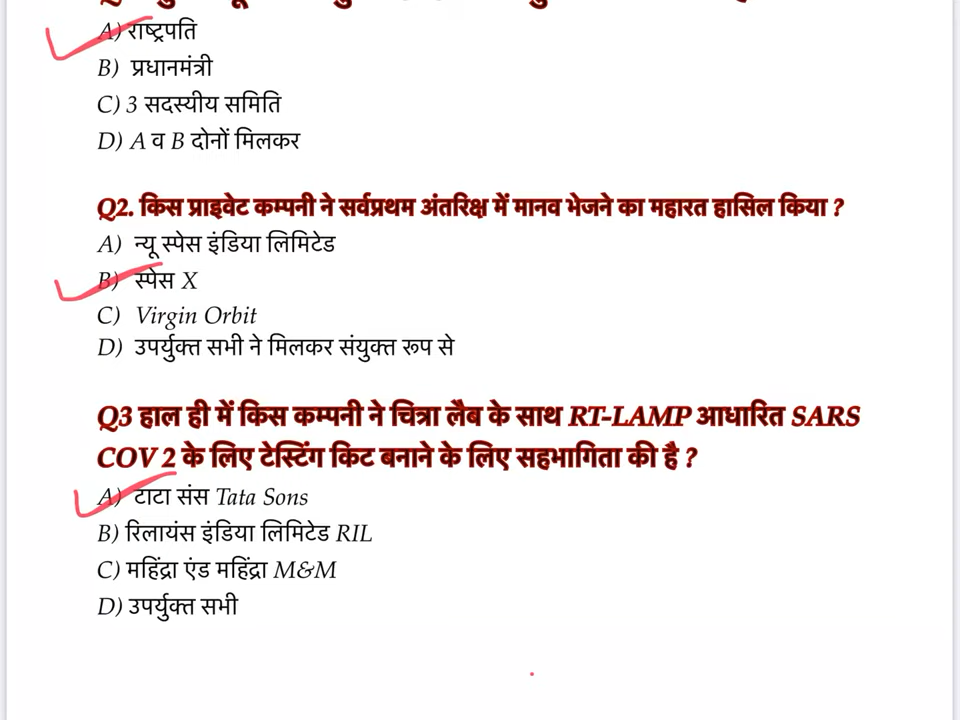 A) राष्ट्रपति
B) प्रधानमंत्री
C) 3 सदस्यीय समिति
D) A व B दोनों मिलकर
Q2. किस प्राइवेट कम्पनी ने सर्वप्रथम अंतरिक्ष में मानव भेजने का महारत हासिल किया ?
A) न्यू स्पेस इंडिया लिमिटेड
B) स्पेस X
C) Virgin Orbit
D) उपर्युक्त सभी ने मिलकर संयुक्त रूप से
Q3 हाल ही में किस कम्पनी ने चित्रा लैब के साथ RT-LAMP आधारित SARS
COV 2 के लिए टेस्टिंग किट बनाने के लिए सहभागिता की है ?
A) टाटा संस Tata Sons
B) रिलायंस इंडिया लिमिटेड RIL
C) महिंद्रा एंड महिंद्रा M&M
D) उपर्युक्त सभी